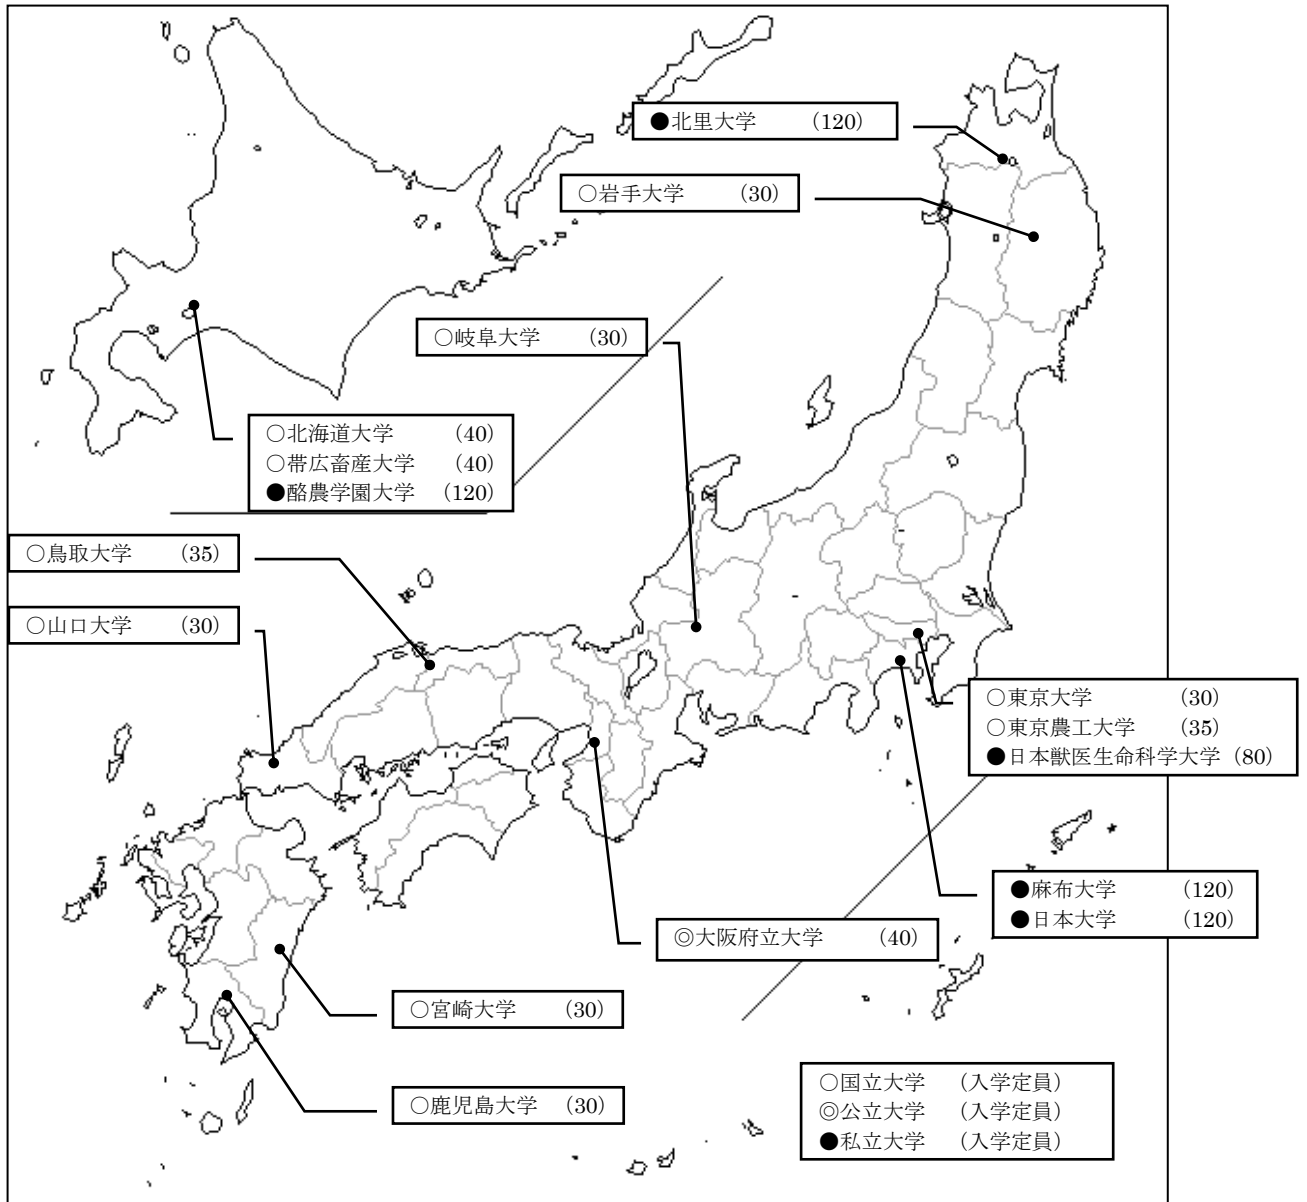 ●北里大学 （120）
○岩手大学 （30）
○岐阜大学 （30）
○北海道大学 （40）
○帯広畜産大学 （40）
●酪農学園大学 （120）
○鳥取大学 （35）
○山口大学 （30）
○東京大学 （30）
○東京農工大学 （35）
●日本獣医生命科学大学（80）
●麻布大学 （120）
●日本大学 （120）
◎大阪府立大学 （40）
○宮崎大学 （30）
○鹿児島大学 （30）
○国立大学 （入学定員）
◎公立大学 （入学定員）
●私立大学 （入学定員）